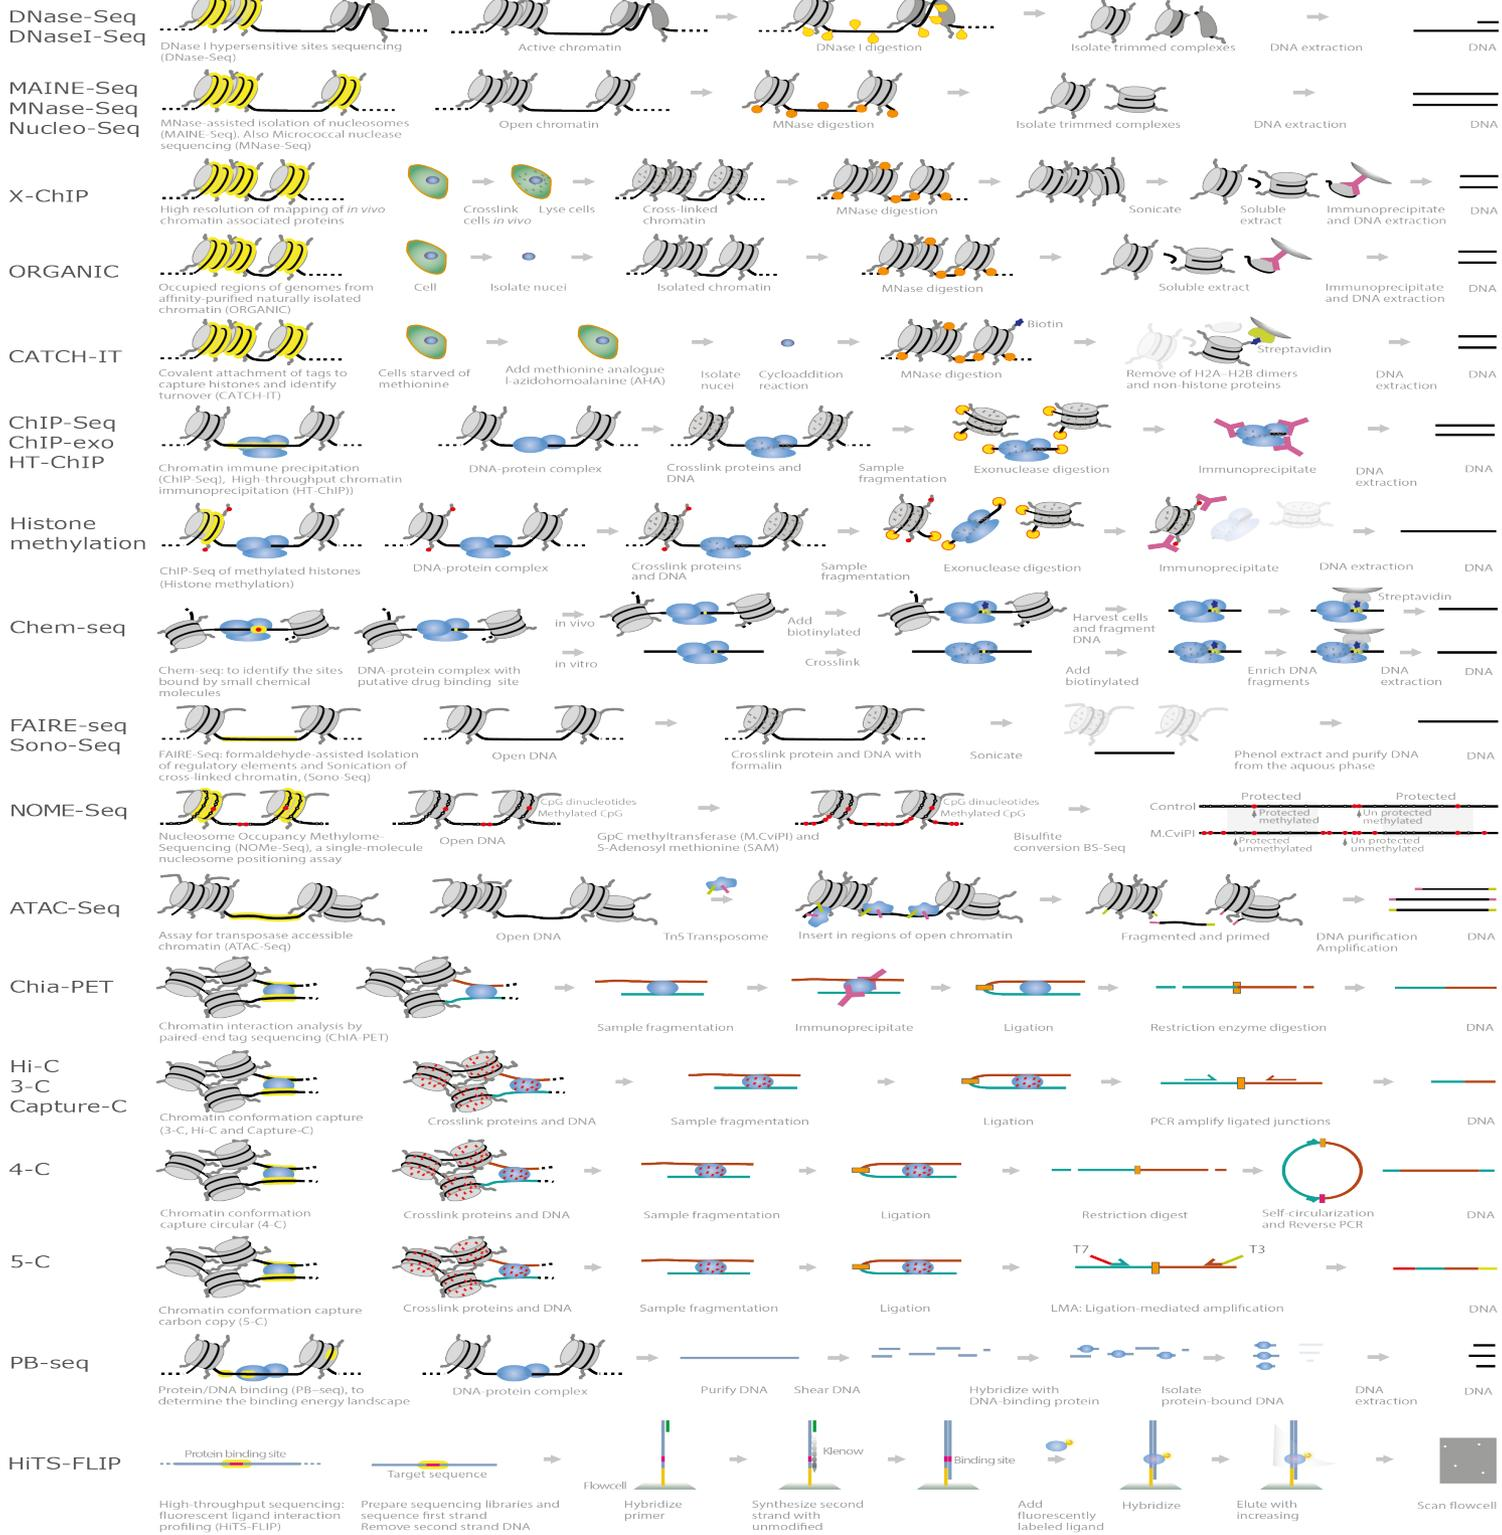 DNase-Seq
DNaseI-Seq
DNase I hypersensitive sites sequencing
(DNase-Seq)
Active chromatin
DNase I digestion
Isolate trimmed complexes
DNA extraction
DNA
MAINE-Seq
MNase-Seq
Nucleo-Seq
MNase-assisted isolation of nucleosomes
(MAINE-Seq). Also Micrococcal nuclease
sequencing (MNase-Seq)
Open chromatin
MNase digestion
Isolate trimmed complexes
DNA extraction
DNA
X-ChIP
High resolution of mapping of in vivo
chromatin associated proteins
Crosslink
cells in vivo
Lyse cells
Cross-linked
chromatin
MNase digestion
Sonicate
Soluble
extract
Immunoprecipitate
and DNA extraction
DNA
ORGANIC
Occupied regions of genomes from
affinity-purified naturally isolated
chromatin (ORGANIC)
Cell
Isolate nuclei
Isolated chromatin
MNase digestion
Soluble extract
Immunoprecipitate
and DNA extraction
DNA
CATCH-IT
Covalent attachment of tags to
capture histones and identify
turnover (CATCH-IT)
Cells starved of
methionine
Add methionine analogue
l-azidohomoalanine (AHA)
Isolate
nuclei
Cycloaddition
reaction
Biotin
MNase digestion
Streptavidin
Remove of H2A–H2B dimers
and non-histone proteins
DNA
extraction
DNA
ChIP-Seq
ChIP-exo
HT-ChIP
Chromatin immune precipitation
(ChIP-Seq), High-throughput chromatin
immunoprecipitation (HT-ChIP))
DNA-protein complex
Crosslink proteins and
DNA
Sample
fragmentation
Exonuclease digestion
Immunoprecipitate
DNA
extraction
DNA
Histone
methylation
ChIP-Seq of methylated histones
(Histone methylation)
DNA-protein complex
Crosslink proteins
and DNA
Sample
fragmentation
Exonuclease digestion
Immunoprecipitate
DNA extraction
DNA
Chem-seq
Chem-seq: to identify the sites
bound by small chemical
molecules
DNA-protein complex with
putative drug binding site
in vivo
in vitro
Add
biotinylated
Crosslink
Harvest cells
and fragment
DNA
Add
biotinylated
Streptavidin
Enrich DNA
fragments
DNA
extraction
DNA
FAIRE-seq
Sono-Seq
FAIRE-Seq: formaldehyde-assisted isolation
of regulatory elements and Sonication of
cross-linked chromatin, (Sono-Seq)
Open DNA
Crosslink protein and DNA with
formalin
Sonicate
Phenol extract and purify DNA
from the aquous phase
DNA
NOME-Seq
Nucleosome Occupancy Methylome-
Sequencing (NOMe-Seq), a single-molecule
nucleosome positioning assay
CpG dinucleotides
Methylated CpG
Open DNA
GpC methyltransferase (M.CviPI) and
S-Adenosyl methionine (SAM)
CpG dinucleotides
Methylated CpG
Bisulfite
conversion BS-Seq
Control
Protected
Protected
Protected
methylated
Un protected
methylated
M.CviPI
Protected
unmethylated
Un protected
unmethylated
ATAC-Seq
Assay for transposase accessible
chromatin (ATAC-Seq)
Open DNA
Tn5 Transposome
Insert in regions of open chromatin
Fragmented and primed
DNA purification
Amplification
DNA
Chia-PET
Chromatin interaction analysis by
paired-end tag sequencing (ChIA-PET)
Sample fragmentation
Immunoprecipitate
Ligation
Restriction enzyme digestion
DNA
Hi-C
3-C
Capture-C
Chromatin conformation capture
(3-C, Hi-C and Capture-C)
Crosslink proteins and DNA
Sample fragmentation
Ligation
PCR amplify ligated junctions
DNA
4-C
Chromatin conformation
capture circular (4-C)
Crosslink proteins and DNA
Sample fragmentation
Ligation
Restriction digest
Self-circularization
and Reverse PCR
DNA
5-C
Chromatin conformation capture
carbon copy (5-C)
Crosslink proteins and DNA
Sample fragmentation
Ligation
T7
T3
LMA: Ligation-mediated amplification
DNA
PB-seq
Protein/DNA binding (PB–seq), to
determine the binding energy landscape
DNA-protein complex
Purify DNA
Shear DNA
Hybridize with
DNA-binding protein
Isolate
protein-bound DNA
DNA
extraction
DNA
HiTS-FLIP
Protein binding site
High-throughput sequencing:
fluorescent ligand interaction
profiling (HiTS-FLIP)
Target sequence
Prepare sequencing libraries and
sequence first strand
Remove second strand DNA
Flowcell
Hybridize
primer
Klenow
Synthesize second
strand with
unmodified
Binding site
Add
fluorescently
labeled ligand
Hybridize
Elute with
increasing
Scan flowcell